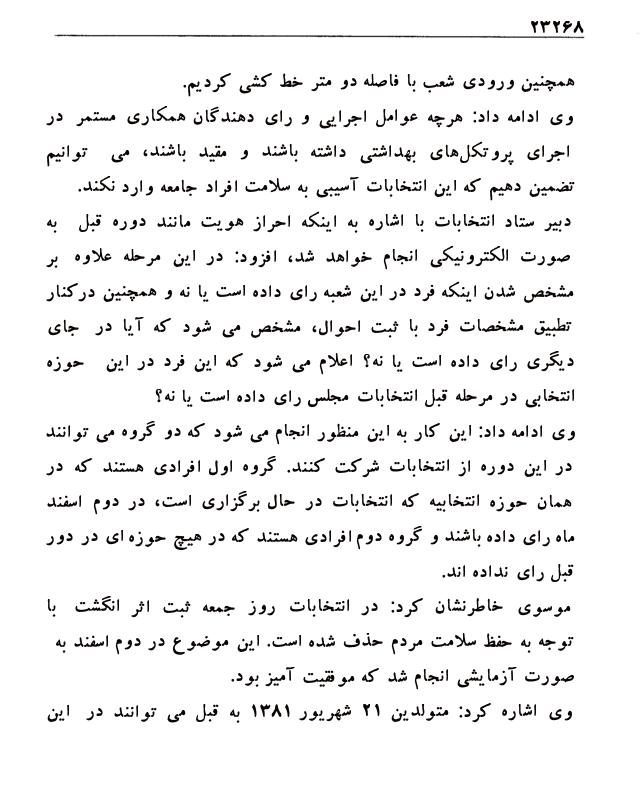 ۲۳۲۶۸
همچنین ورودی شعب با فاصله دو متر خط کشی کردیم.
وی ادامه داد: هرچه عوامل اجرایی و رای دهندگان همکاری مستمر در
اجرای پروتکل‌های بهداشتی داشته باشند و مقید باشند، می توانیم
تضمین دهیم که این انتخابات آسیبی به سلامت افراد جامعه وارد نکند.
دبیر ستاد انتخابات با اشاره به اینکه احراز هویت مانند دوره قبل به
صورت الکترونیکی انجام خواهد شد، افزود: در این مرحله علاوه بر
مشخص شدن اینکه فرد در این شعبه رای داده است یا نه و همچنین درکنار
تطبیق مشخصات فرد با ثبت احوال، مشخص می شود که آیا در جای
دیگری رای داده است یا نه؟ اعلام می شود که این فرد در این حوزه
انتخابی در مرحله قبل انتخابات مجلس رای داده است یا نه؟
وی ادامه داد: این کار به این منظور انجام می شود که دو گروه می توانند
در این دوره از انتخابات شرکت کنند. گروه اول افرادی هستند که در
همان حوزه انتخابیه که انتخابات در حال برگزاری است، در دوم اسفند
ماه رای داده باشند و گروه دوم افرادی هستند که در هیچ حوزه ای در دور
قبل رای نداده اند.
موسوی خاطرنشان کرد: در انتخابات روز جمعه ثبت اثر انگشت با
توجه به حفظ سلامت مردم حذف شده است. این موضوع در دوم اسفند به
صورت آزمایشی انجام شد که موفقیت آمیز بود.
وی اشاره کرد: متولدین ۲۱ شهریور ۱۳۸۱ به قبل می توانند در این